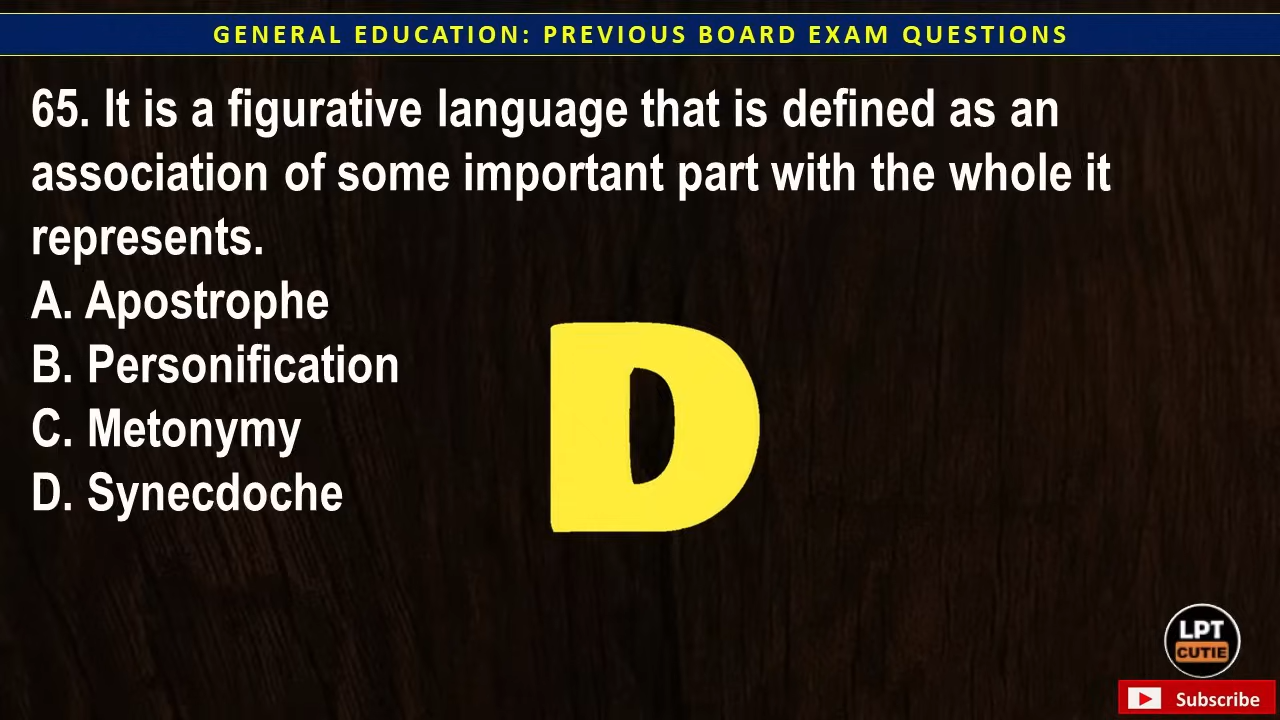 GENERAL EDUCATION: PREVIOUS BOARD EXAM QUESTIONS
65. It is a figurative language that is defined as an
association of some important part with the whole it
represents.
A. Apostrophe
B. Personification
C. Metonymy
D. Synecdoche
D
LPT
CUTIE
Subscribe